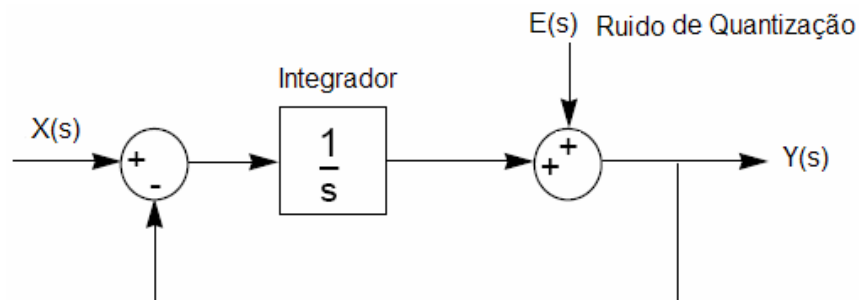 E(s) Ruido de Quantização
Integrador
X(s)
+
-
1
s
+
+
Y(s)